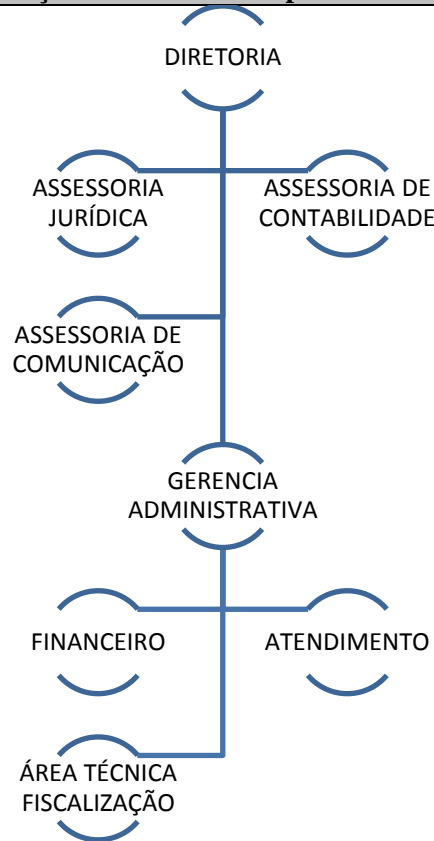 DIRETORIA
ASSESSORIA
JURÍDICA
ASSESSORIA DE
CONTABILIDADE
ASSESSORIA DE
COMUNICAÇÃO
GERENCIA
ADMINISTRATIVA
FINANCEIRO
ATENDIMENTO
ÁREA TÉCNICA
FISCALIZAÇÃO